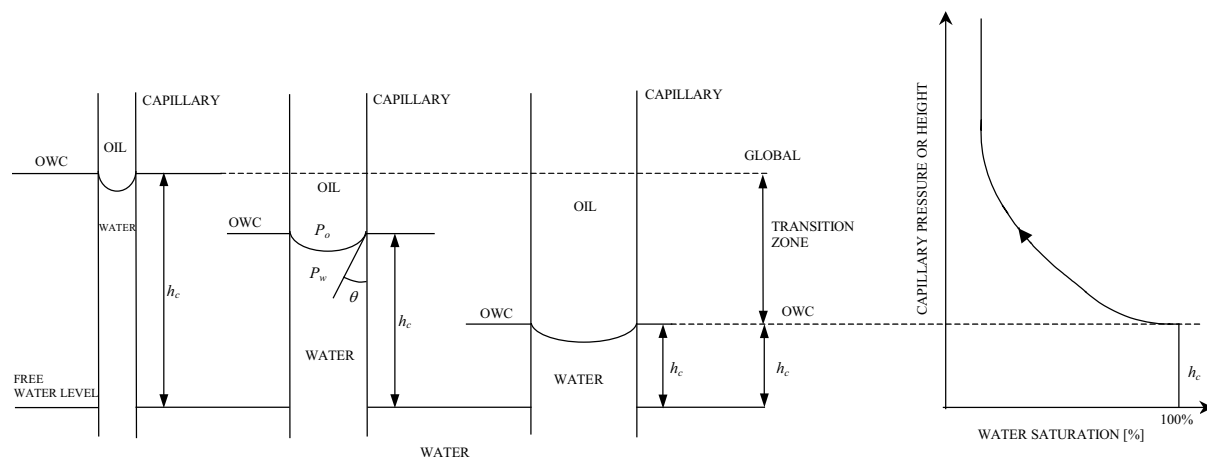 CAPILLARY
OIL
OWC
WATER
h_c
FREE
WATER LEVEL
CAPILLARY
OIL
OWC
P_o
P_w
θ
h_c
WATER
WATER
CAPILLARY
OIL
OWC
WATER
h_c
GLOBAL
TRANSITION
ZONE
OWC
h_c
CAPILLARY PRESSURE OR HEIGHT
h_c
100%
WATER SATURATION [%]